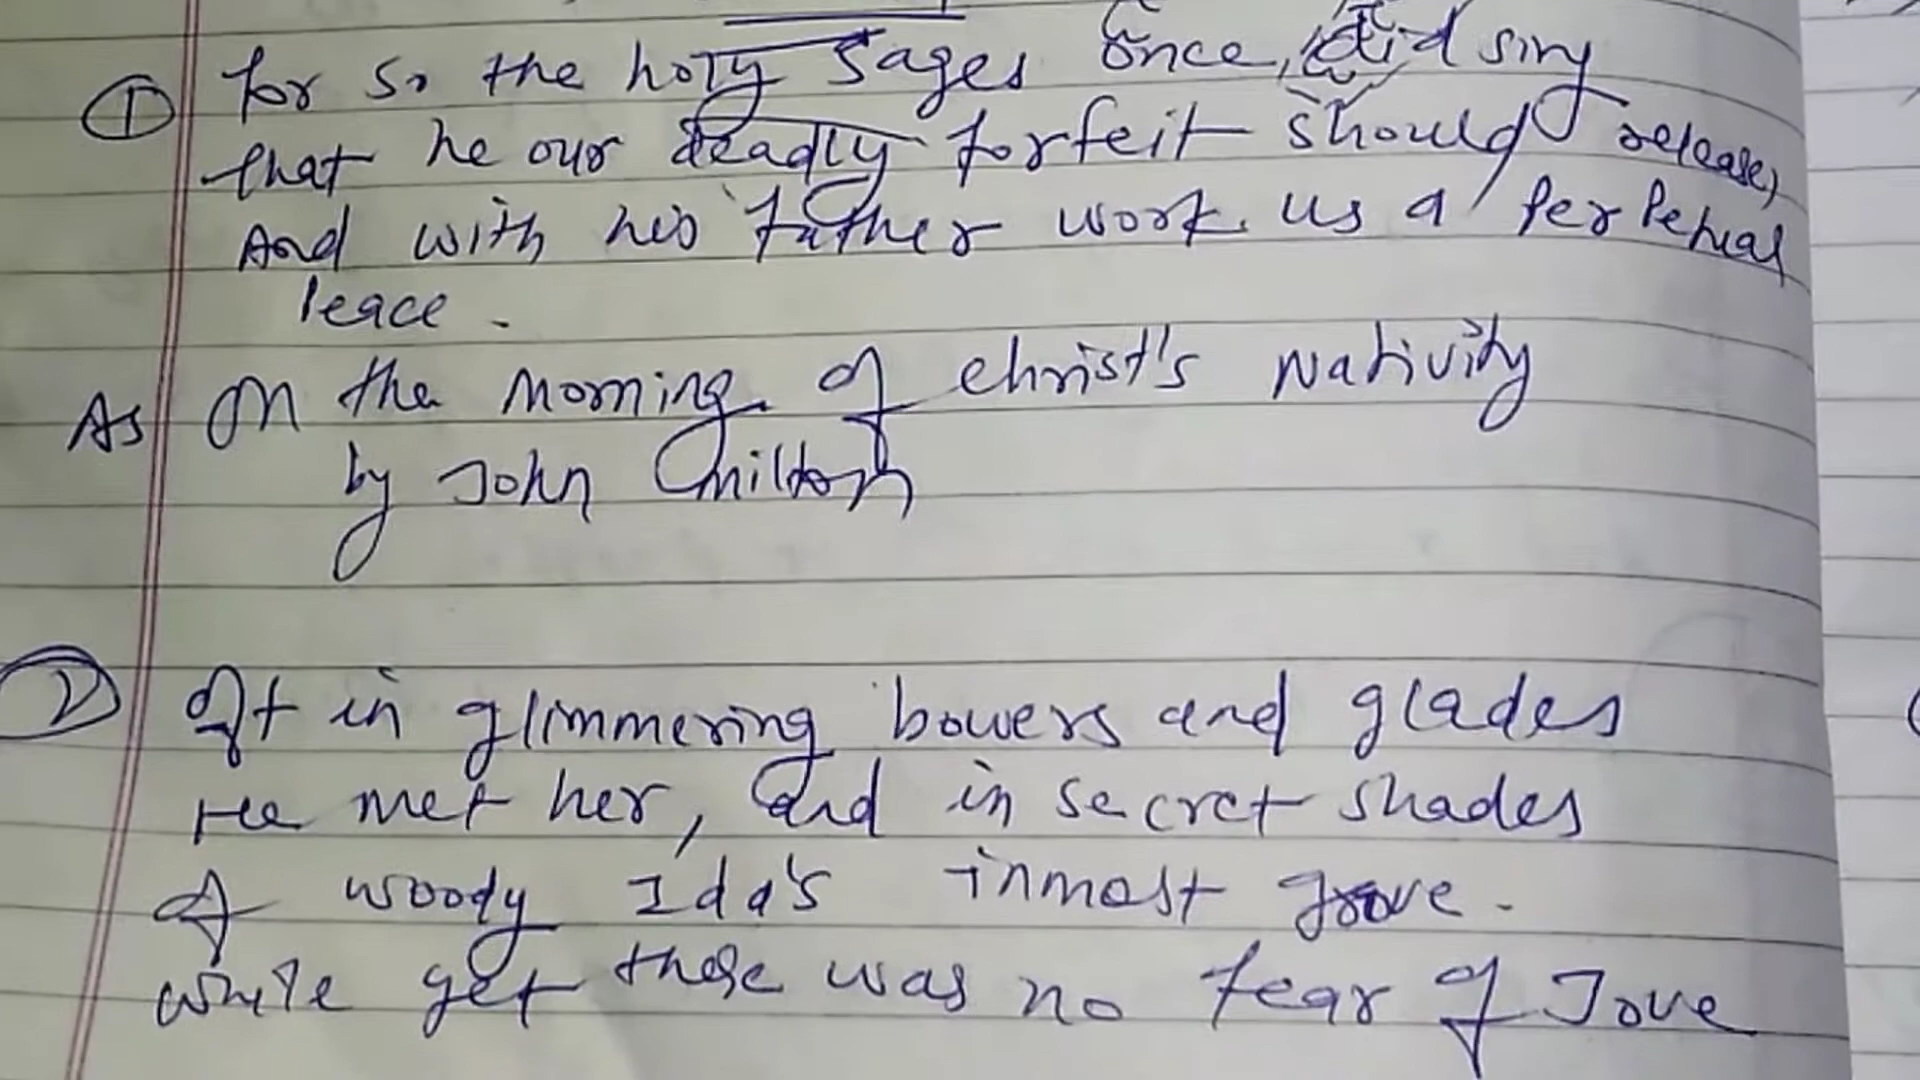 ① for so the holy sages once, did sing
that he our deadly forfeit should release,
And with his father work us a perpetual
peace.
As On the morning of christ's Nativity
by John milton
② Oft in glimmering bowers and glades
He met her, and in secret shades
Of woody Ida's inmost grove.
while yet there was no fear of Jove